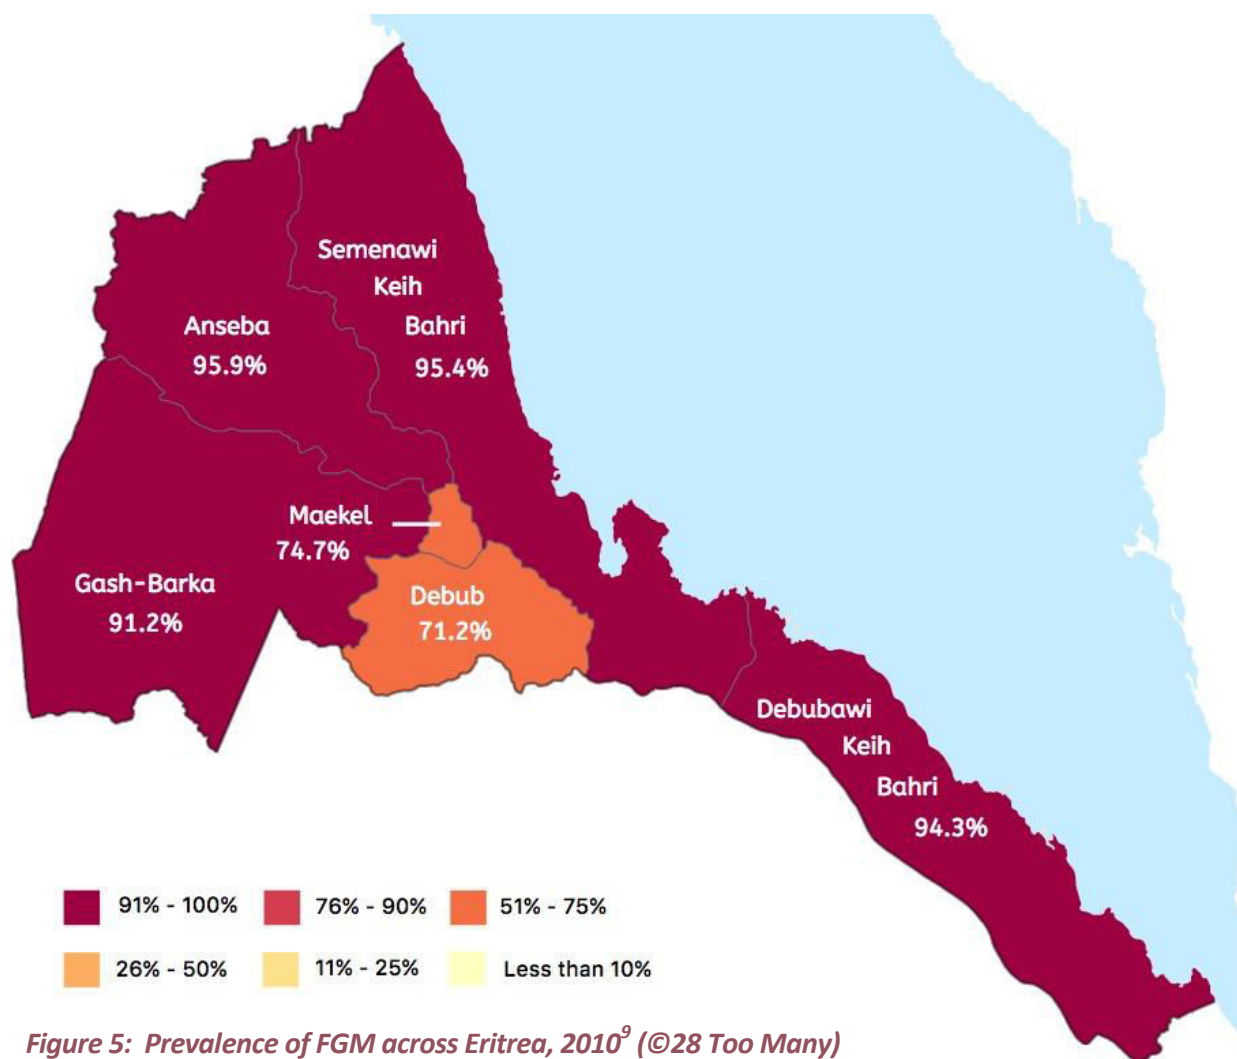 Semenawi
Keih
Bahri
95.4%
Anseba
95.9%
Maekel
74.7%
Gash-Barka
91.2%
Debub
71.2%
Debubawi
Keih
Bahri
94.3%
91% - 100%
76% - 90%
51% - 75%
26% - 50%
11% - 25%
Less than 10%
Figure 5: Prevalence of FGM across Eritrea, 2010⁹ (©28 Too Many)